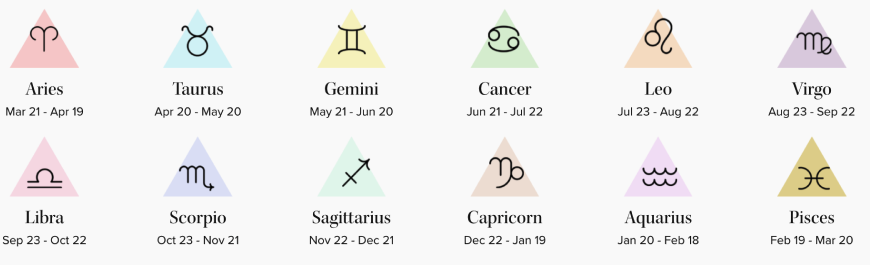 Aries Taurus Gemini Cancer Leo Virgo
Mar 21 - Apr 19 Apr 20 - May 20 May 21 - Jun 20 Jun 21 - Jul 22 Jul 23 - Aug 22 Aug 23 - Sep 22
Libra Scorpio Sagittarius Capricorn Aquarius Pisces
Sep 23 - Oct 22 Oct 23 - Nov 21 Nov 22 - Dec 21 Dec 22 - Jan 19 Jan 20 - Feb 18 Feb 19 - Mar 20